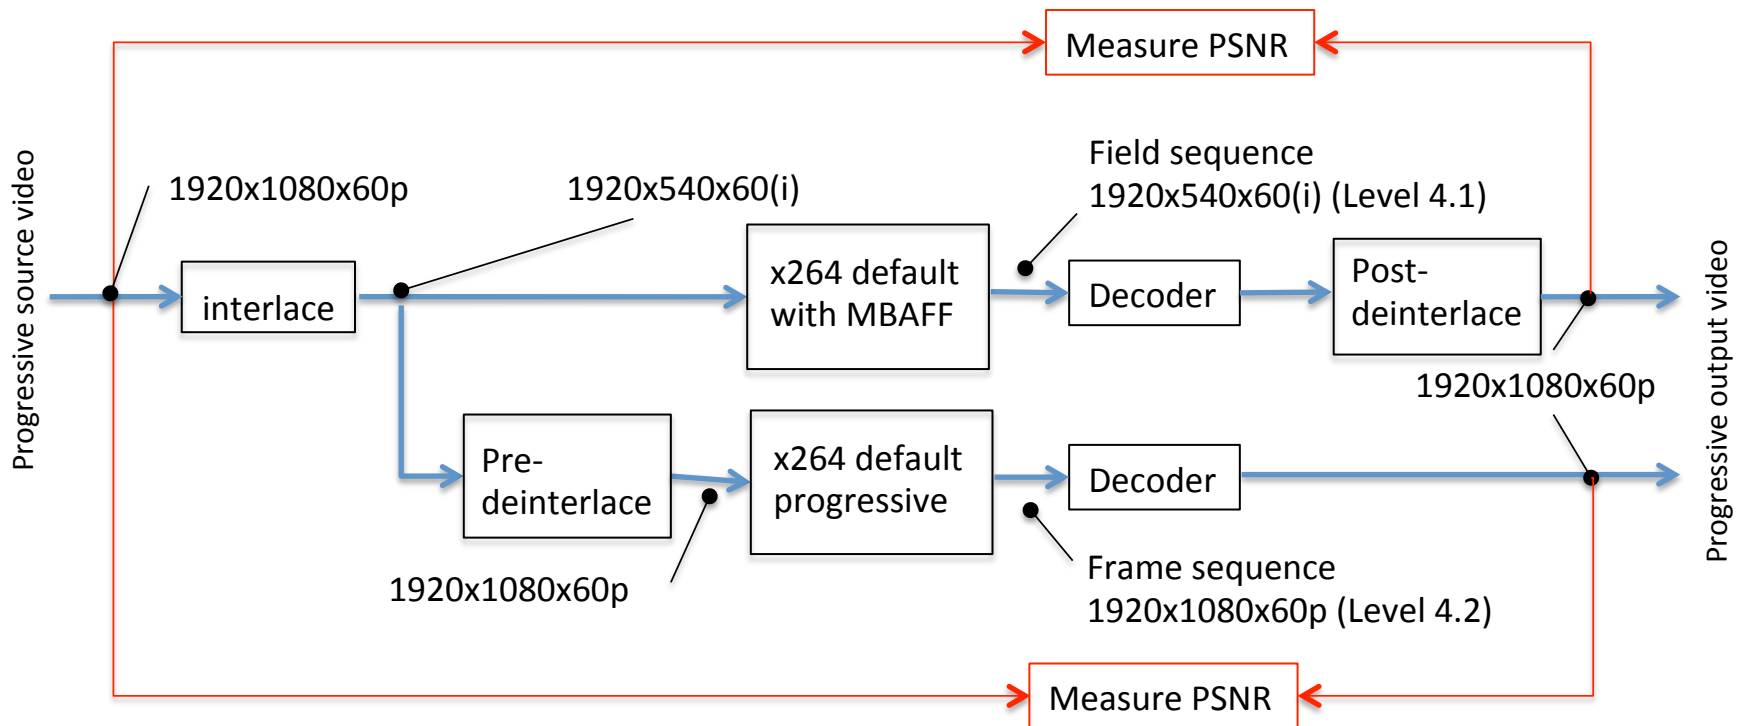 Measure PSNR
Progressive source video
1920x1080x60p
1920x540x60(i)
Field sequence
1920x540x60(i) (Level 4.1)
interlace
x264 default
with MBAFF
Decoder
Post-
deinterlace
Progressive output video
1920x1080x60p
Pre-
deinterlace
x264 default
progressive
Decoder
1920x1080x60p
Frame sequence
1920x1080x60p (Level 4.2)
Measure PSNR